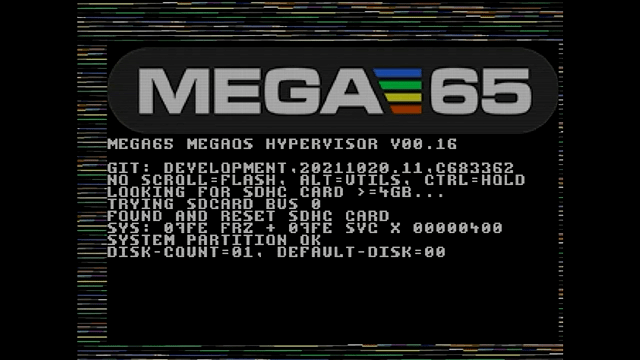 MEGA65
MEGA65 MEGAOS HYPERVISOR V00.16
GIT: DEVELOPMENT,20211020.11,C683362
NO SCROLL=FLASH, ALT=UTILS, CTRL=HOLD
LOOKING FOR SDHC CARD >=4GB...
TRYING SDCARD BUS 0
FOUND AND RESET SDHC CARD
SYS: 07FE FRZ + 07FE SVC X 00000400
SYSTEM PARTITION OK
DISK-COUNT=01, DEFAULT-DISK=00